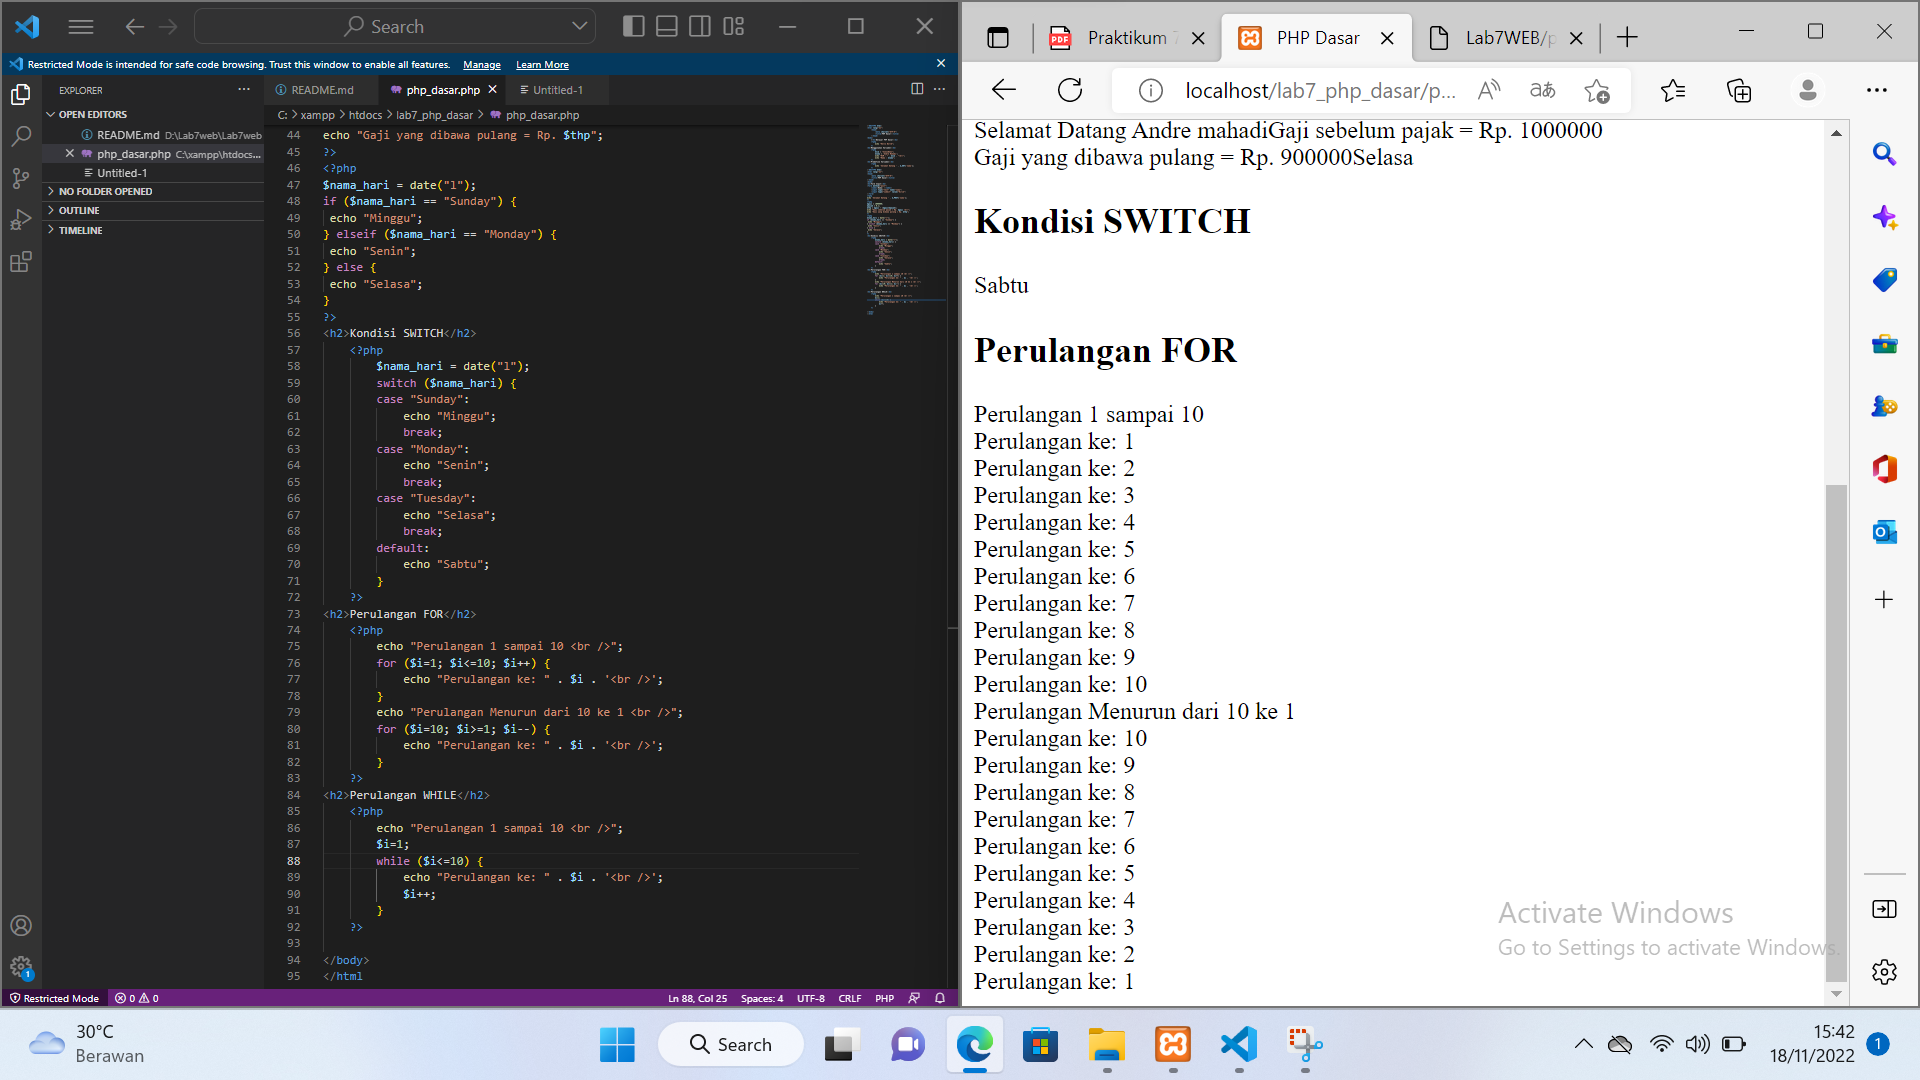 Search
Restricted Mode is intended for safe code browsing. Trust this window to enable all features. Manage Learn More
EXPLORER
OPEN EDITORS
README.md D:\Lab7web\Lab7web
php_dasar.php C:\xampp\htdocs...
Untitled-1
NO FOLDER OPENED
OUTLINE
TIMELINE
README.md php_dasar.php Untitled-1
C: > xampp > htdocs > lab7_php_dasar > php_dasar.php
44 echo "Gaji yang dibawa pulang = Rp. $thp";
45 ?>
46 <?php
47 $nama_hari = date("l");
48 if ($nama_hari == "Sunday") {
49 echo "Minggu";
50 } elseif ($nama_hari == "Monday") {
51 echo "Senin";
52 } else {
53 echo "Selasa";
54 }
55 ?>
56 <h2>Kondisi SWITCH</h2>
57 <?php
58 $nama_hari = date("l");
59 switch ($nama_hari) {
60 case "Sunday":
61 echo "Minggu";
62 break;
63 case "Monday":
64 echo "Senin";
65 break;
66 case "Tuesday":
67 echo "Selasa";
68 break;
69 default:
70 echo "Sabtu";
71 }
72 ?>
73 <h2>Perulangan FOR</h2>
74 <?php
75 echo "Perulangan 1 sampai 10 <br />";
76 for ($i=1; $i<=10; $i++) {
77 echo "Perulangan ke: " . $i . '<br />';
78 }
79 echo "Perulangan Menurun dari 10 ke 1 <br />";
80 for ($i=10; $i>=1; $i--) {
81 echo "Perulangan ke: " . $i . '<br />';
82 }
83 ?>
84 <h2>Perulangan WHILE</h2>
85 <?php
86 echo "Perulangan 1 sampai 10 <br />";
87 $i=1;
88 while ($i<=10) {
89 echo "Perulangan ke: " . $i . '<br />';
90 $i++;
91 }
92 ?>
93
94 </body>
95 </html
1
Restricted Mode 0 0 Ln 88, Col 25 Spaces: 4 UTF-8 CRLF PHP
PDF Praktikum 7 PHP Dasar Lab7WEB/p
localhost/lab7_php_dasar/p...
Selamat Datang Andre mahadiGaji sebelum pajak = Rp. 1000000
Gaji yang dibawa pulang = Rp. 900000Selasa
Kondisi SWITCH
Sabtu
Perulangan FOR
Perulangan 1 sampai 10
Perulangan ke: 1
Perulangan ke: 2
Perulangan ke: 3
Perulangan ke: 4
Perulangan ke: 5
Perulangan ke: 6
Perulangan ke: 7
Perulangan ke: 8
Perulangan ke: 9
Perulangan ke: 10
Perulangan Menurun dari 10 ke 1
Perulangan ke: 10
Perulangan ke: 9
Perulangan ke: 8
Perulangan ke: 7
Perulangan ke: 6
Perulangan ke: 5
Perulangan ke: 4
Perulangan ke: 3
Perulangan ke: 2
Perulangan ke: 1
Activate Windows
Go to Settings to activate Windows.
30°C
Berawan
Search
15:42
18/11/2022
1